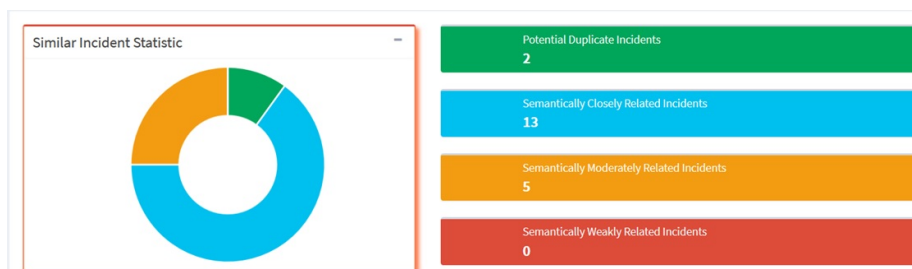 Similar Incident Statistic
Potential Duplicate Incidents
2
Semantically Closely Related Incidents
13
Semantically Moderately Related Incidents
5
Semantically Weakly Related Incidents
0